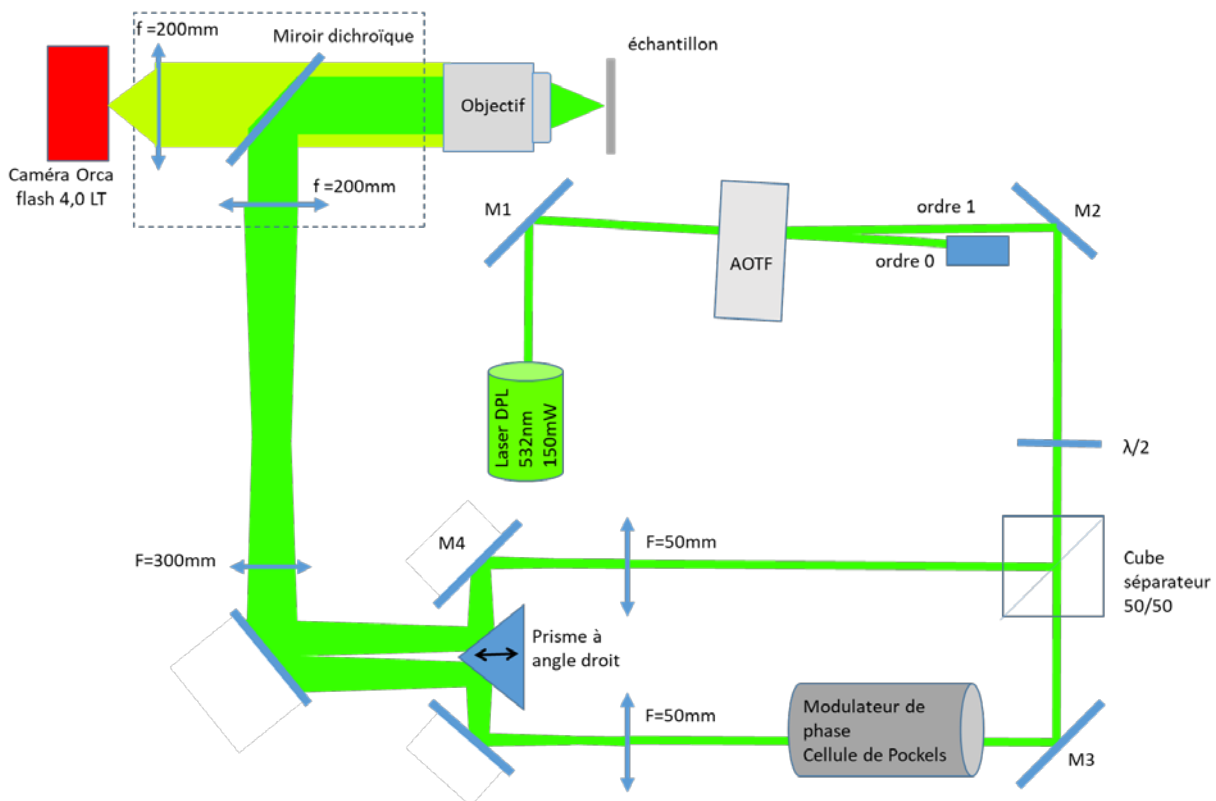 f =200mm
Miroir dichroïque
échantillon
Objectif
Caméra Orca
flash 4,0 LT
f =200mm
M1
ordre 1
M2
AOTF
ordre 0
Laser DPL
532nm
150mW
λ/2
M4
F=50mm
F=300mm
Cube
séparateur
50/50
Prisme à
angle droit
F=50mm
Modulateur de
phase
Cellule de Pockels
M3